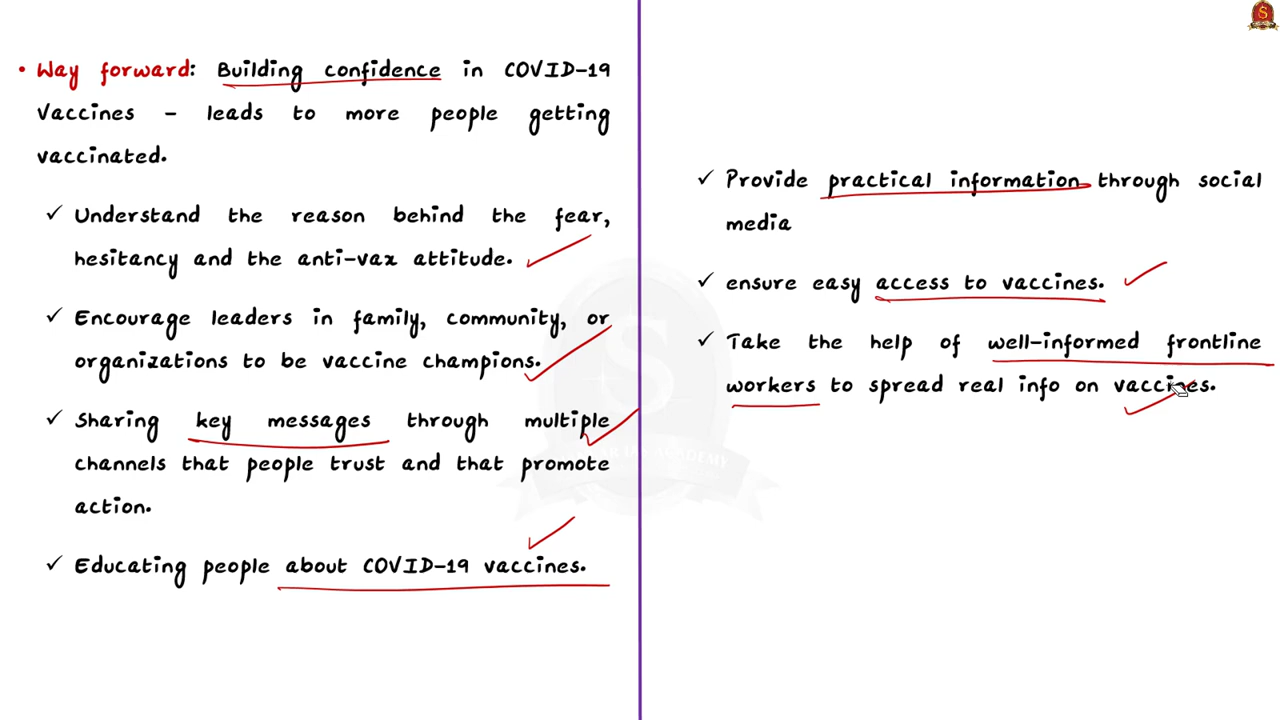 • Way forward: Building confidence in COVID-19
Vaccines - leads to more people getting
vaccinated.
✓ Understand the reason behind the fear,
hesitancy and the anti-vax attitude.
✓ Encourage leaders in family, community, or
organizations to be vaccine champions.
✓ Sharing key messages through multiple
channels that people trust and that promote
action.
✓ Educating people about COVID-19 vaccines.
✓ Provide practical information through social
media
✓ ensure easy access to vaccines.
✓ Take the help of well-informed frontline
workers to spread real info on vaccines.